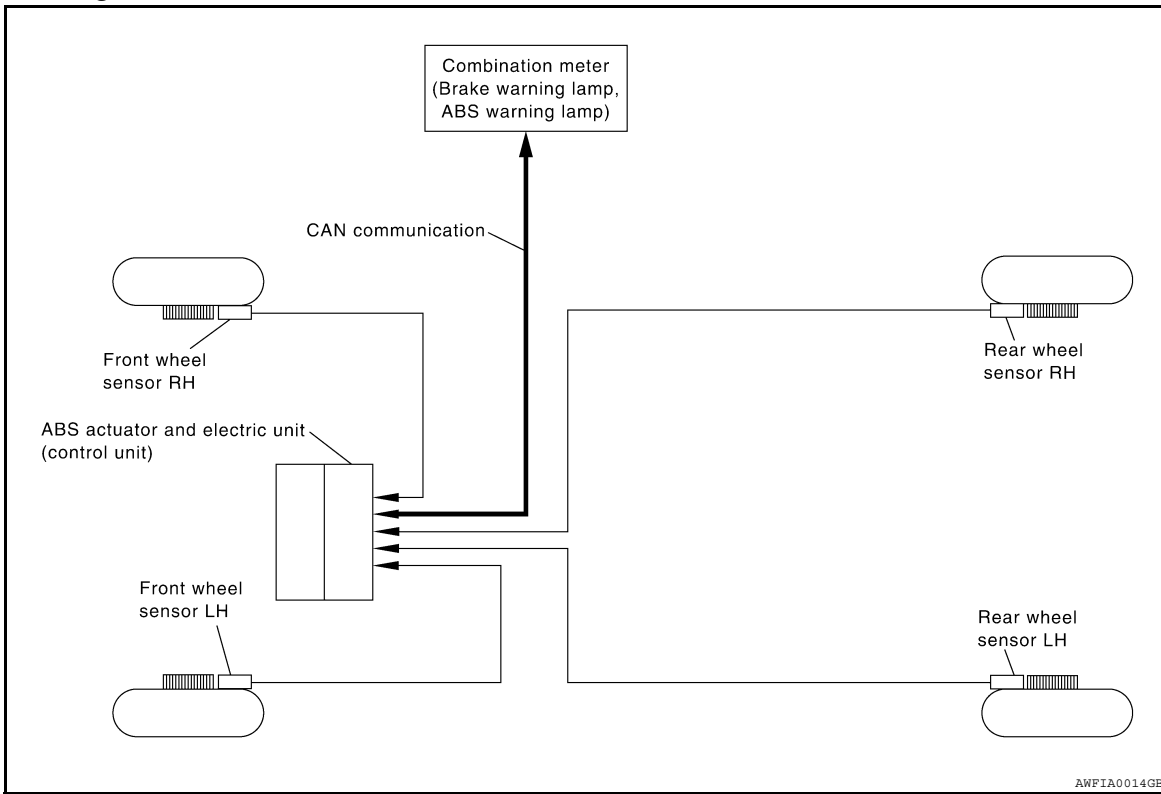 Combination meter
(Brake warning lamp,
ABS warning lamp)
CAN communication
Front wheel
sensor RH
Rear wheel
sensor RH
ABS actuator and electric unit
(control unit)
Front wheel
sensor LH
Rear wheel
sensor LH